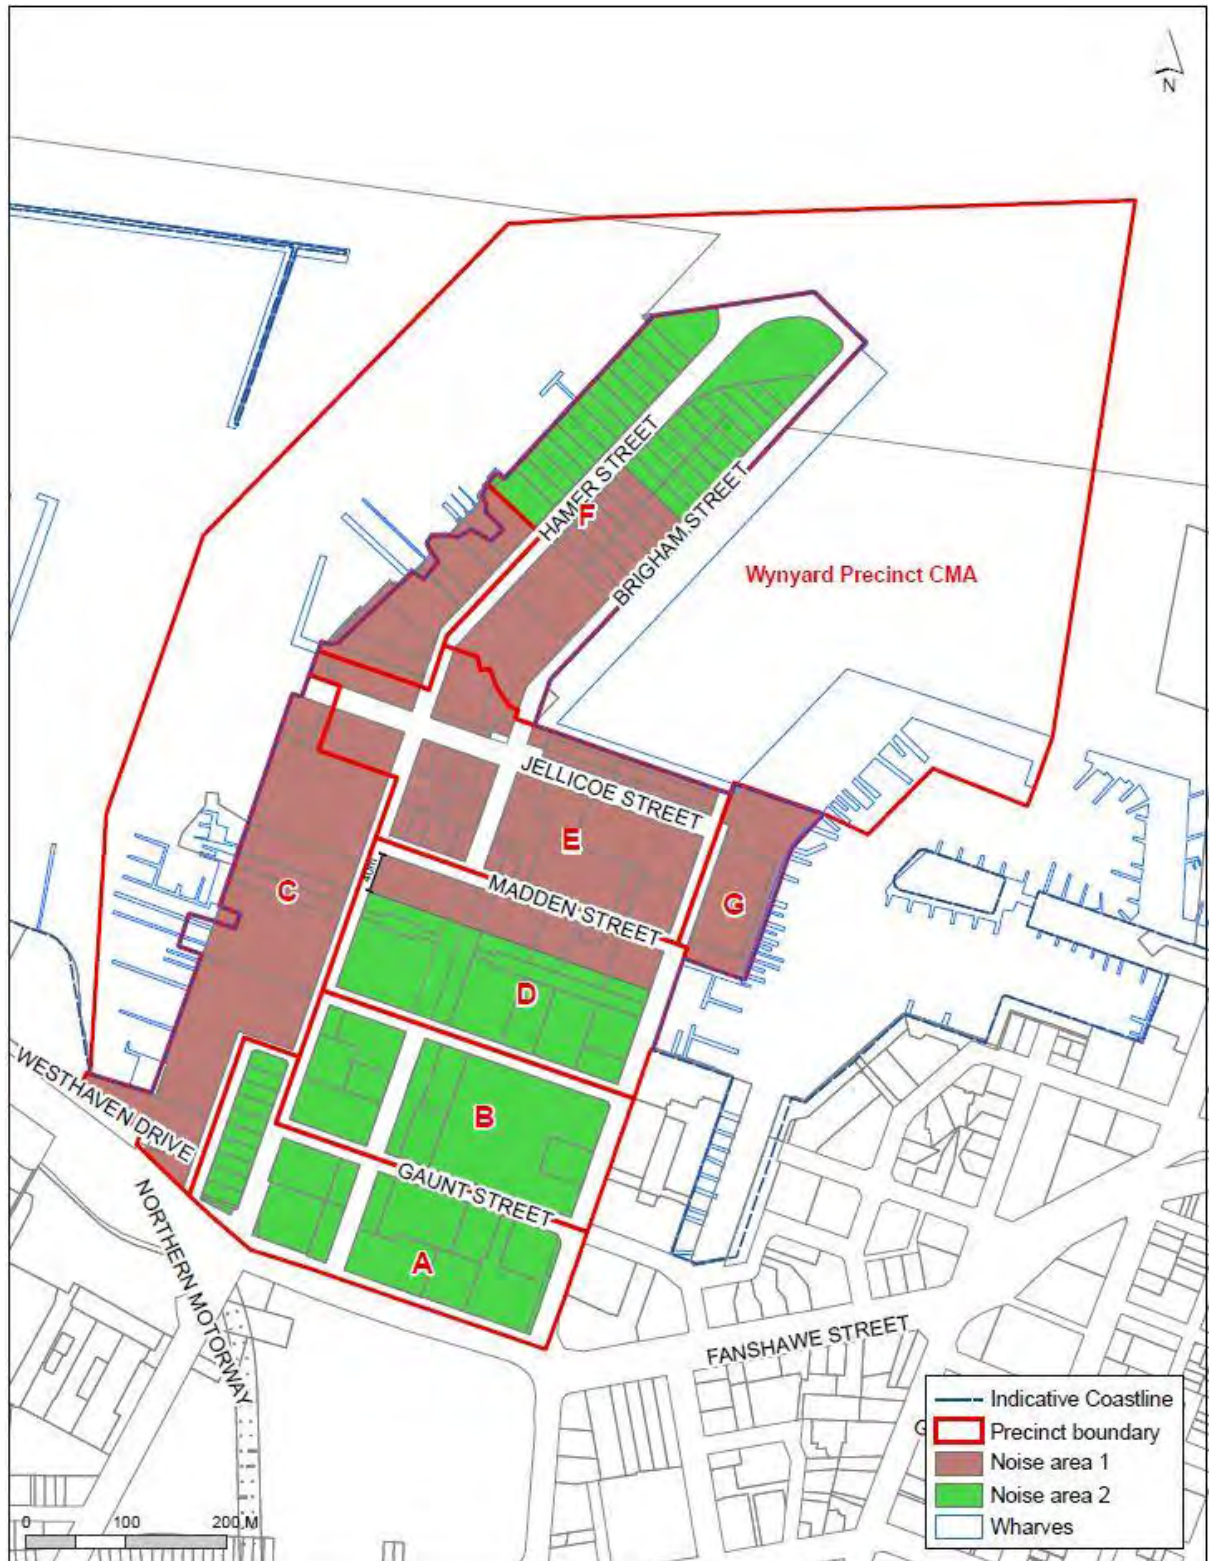 N
HAMER STREET
F
BRIGHAM STREET
Wynyard Precinct CMA
JELLICOE STREET
E
40m
C
MADDEN STREET
G
D
WESTHAVEN DRIVE
B
GAUNT STREET
NORTHERN MOTORWAY
A
FANSHAWE STREET
G
Indicative Coastline
Precinct boundary
Noise area 1
Noise area 2
Wharves
0 100 200 M